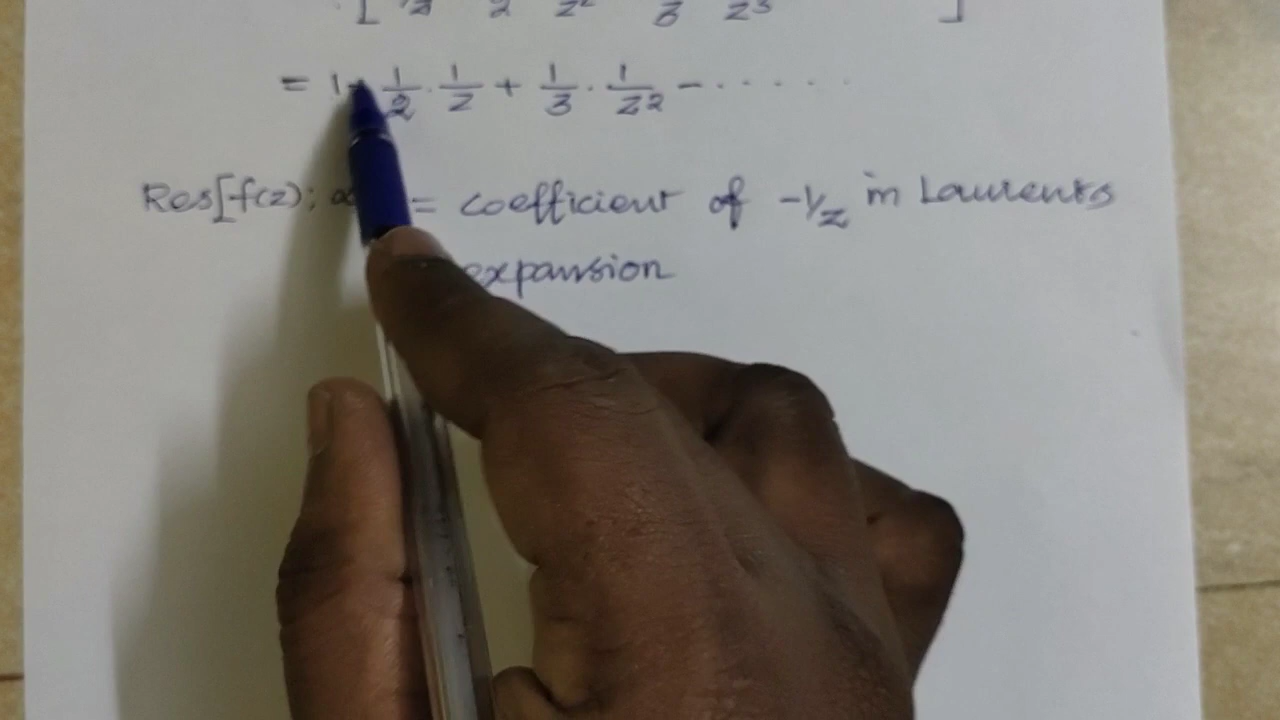 = 1 - 1/2 · 1/z + 1/3 · 1/z2 - · · · · ·
Res[f(z); = coefficient of -1/z in Laurents
expansion